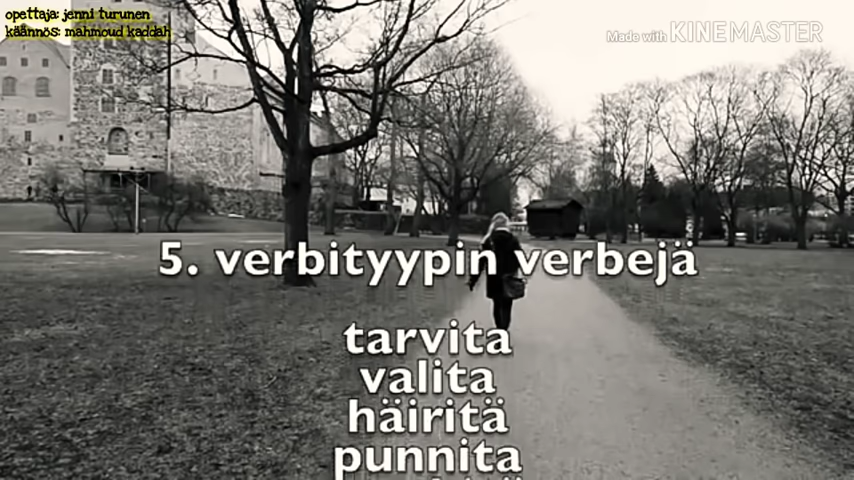 opettaja: jenni turunen
käännös: mahmoud kaddah
Made with KINEMASTER
5. verbityypin verbejä
tarvita
valita
häiritä
punnita